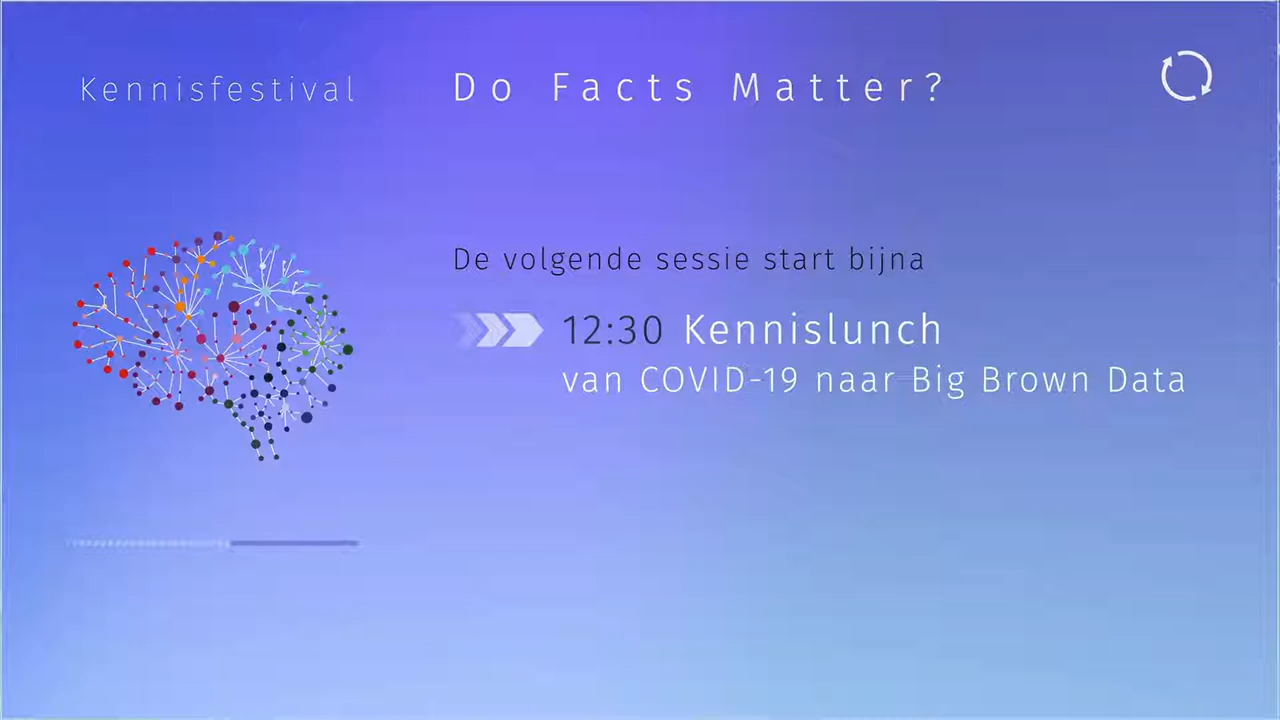 Kennisfestival
Do Facts Matter?
De volgende sessie start bijna
12:30 Kennislunch
van COVID-19 naar Big Brown Data